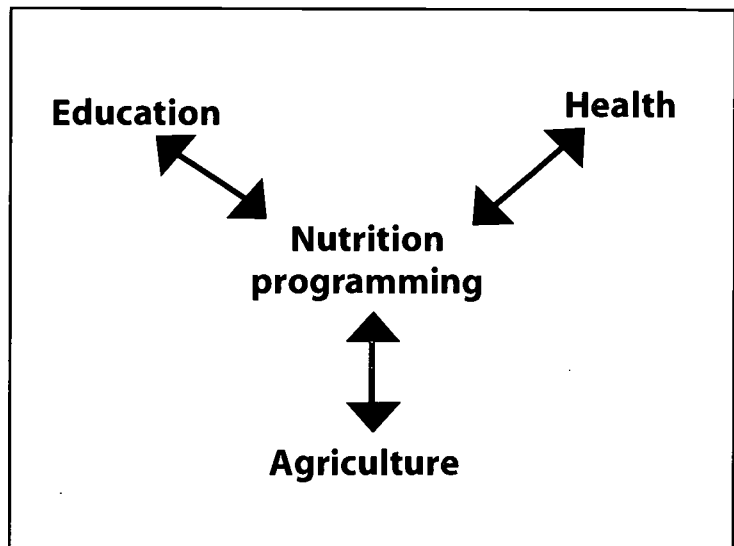 Education
Health
Nutrition
programming
Agriculture